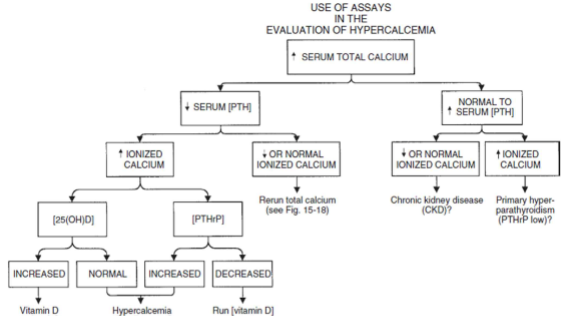 USE OF ASSAYS
IN THE
EVALUATION OF HYPERCALCEMIA
↑ SERUM TOTAL CALCIUM
↓ SERUM [PTH]
NORMAL TO
↑ SERUM [PTH]
↑ IONIZED
CALCIUM
↓ OR NORMAL
IONIZED CALCIUM
↓ OR NORMAL
IONIZED CALCIUM
↑ IONIZED
CALCIUM
Rerun total calcium
(see Fig. 15-18)
Chronic kidney disease
(CKD)?
Primary hyper-
parathyroidism
(PTHrP low)?
[25(OH)D]
[PTHrP]
INCREASED
NORMAL
INCREASED
DECREASED
Vitamin D
Hypercalcemia
Run [vitamin D]